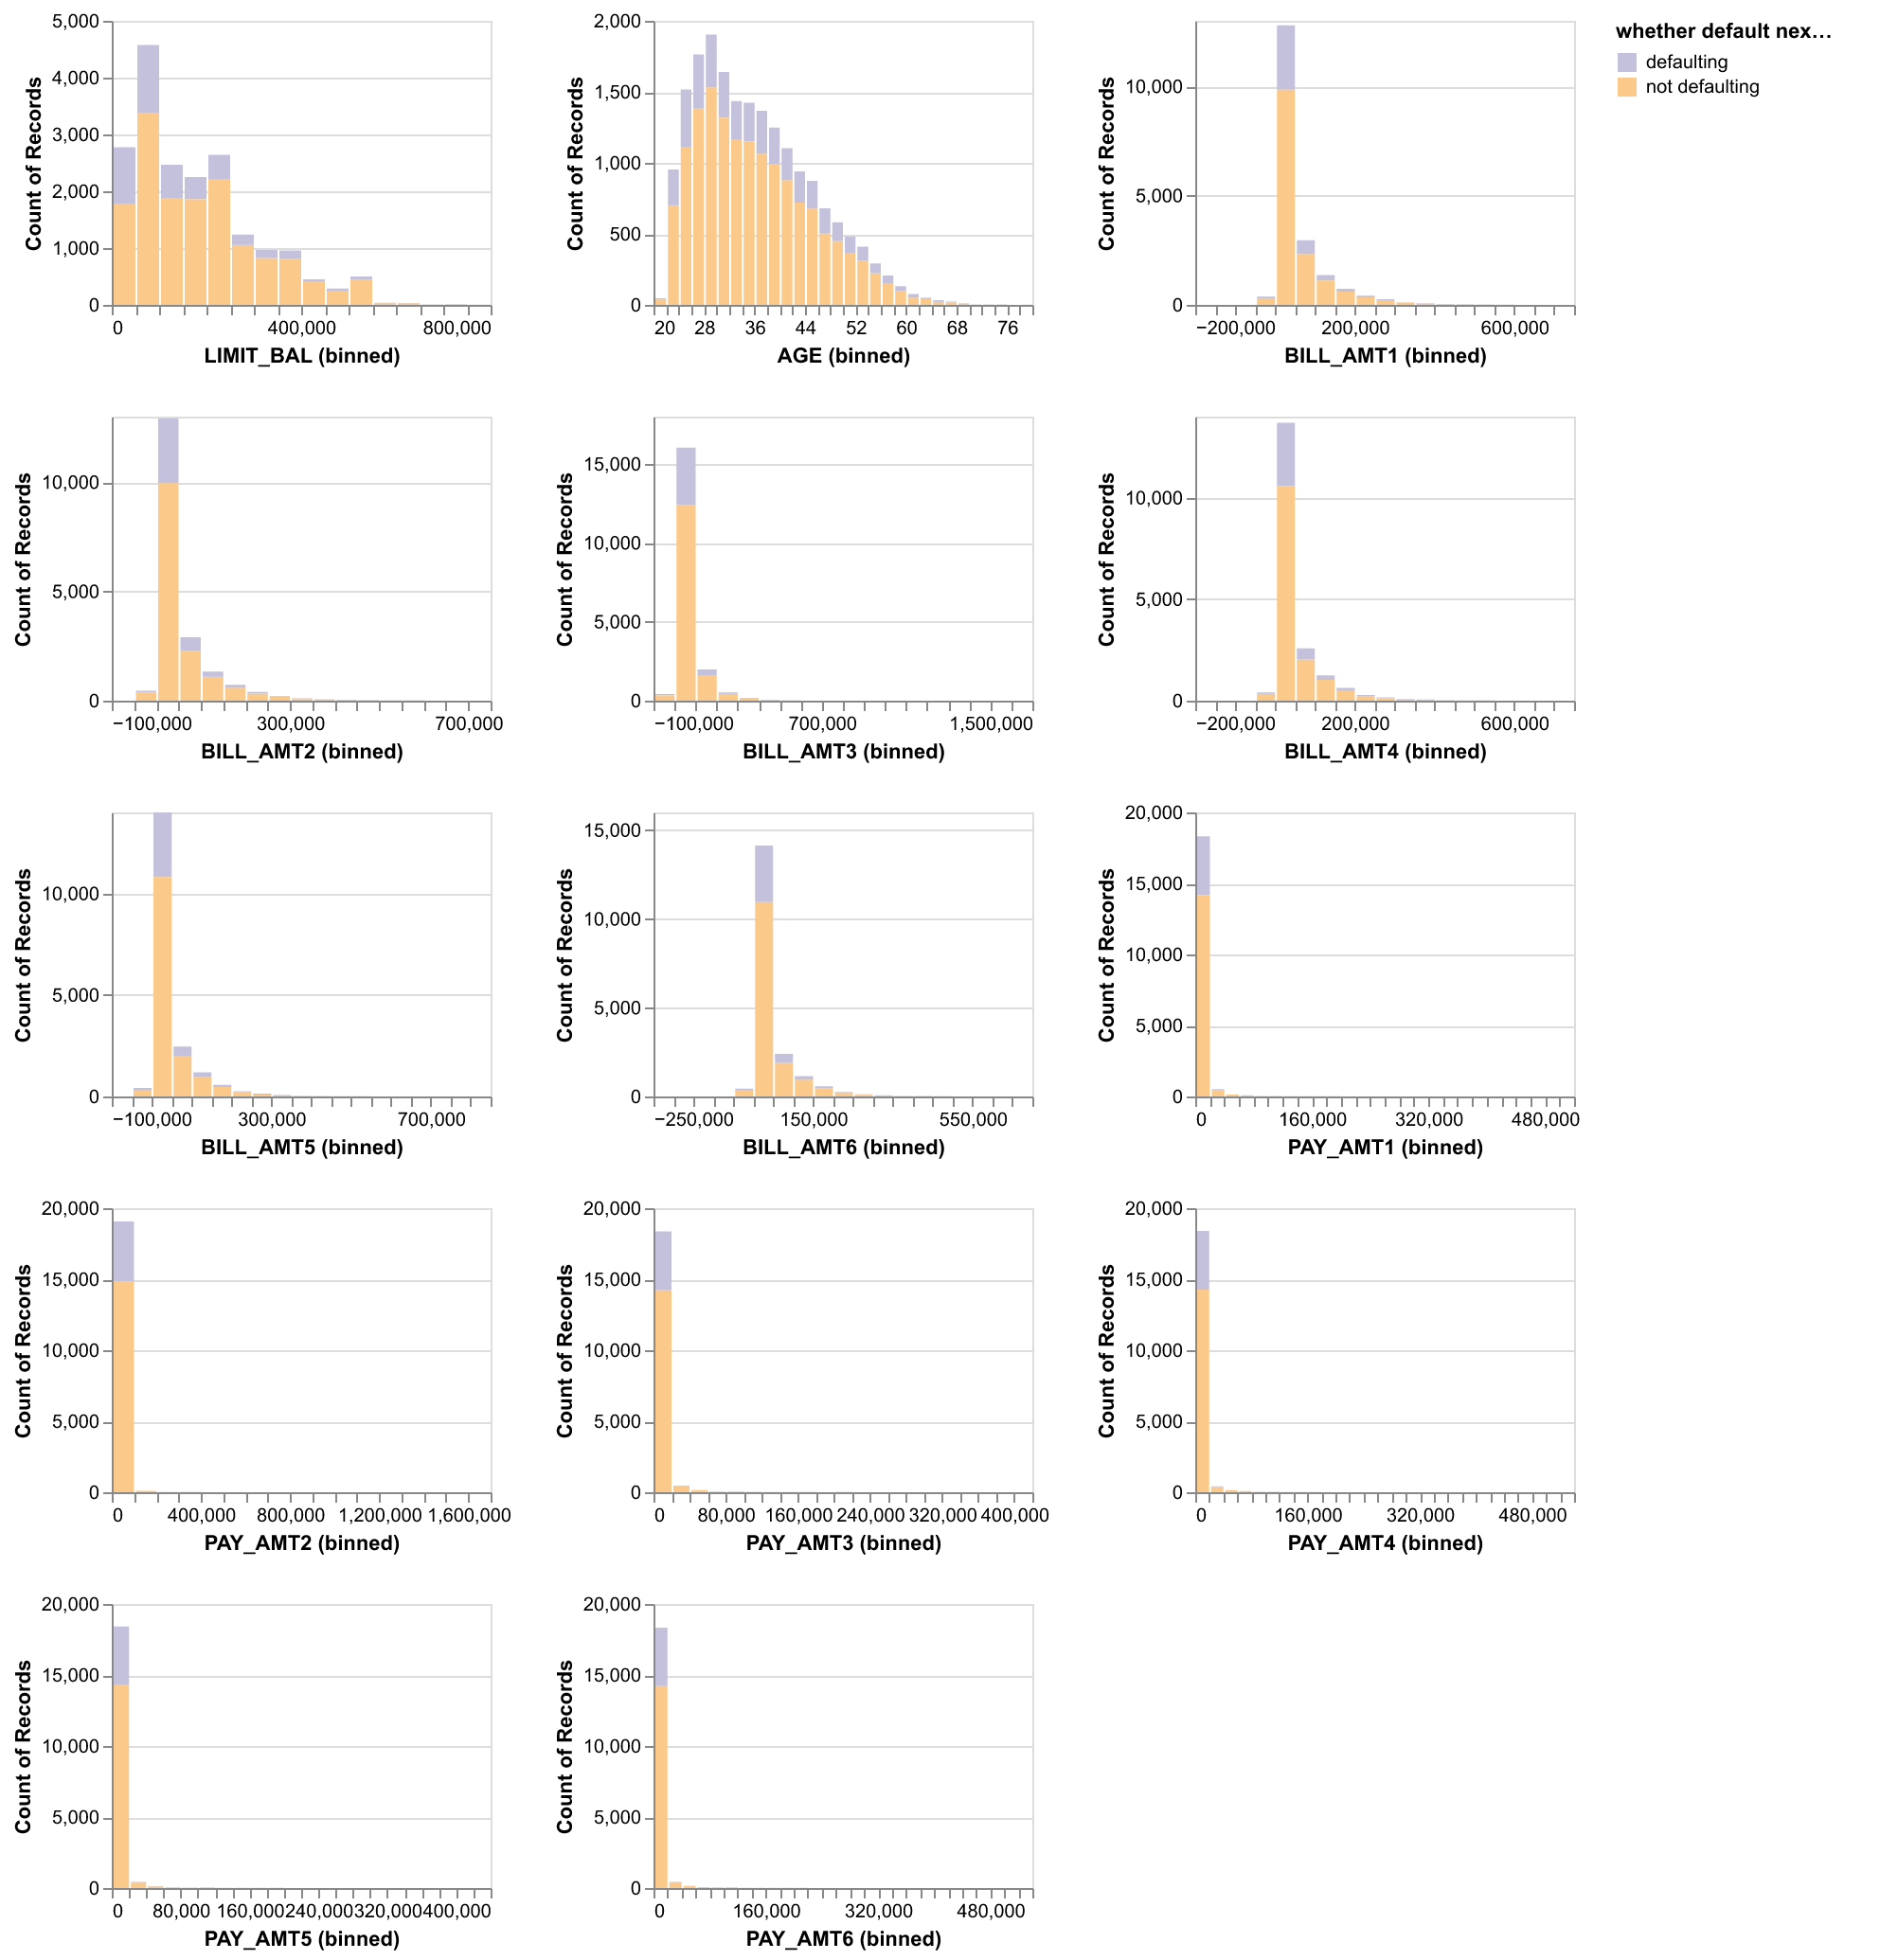 whether default nex…
defaulting
not defaulting
5,000
4,000
3,000
2,000
1,000
0
Count of Records
0 400,000 800,000
LIMIT_BAL (binned)
2,000
1,500
1,000
500
0
Count of Records
20 28 36 44 52 60 68 76
AGE (binned)
10,000
5,000
0
Count of Records
−200,000 200,000 600,000
BILL_AMT1 (binned)
10,000
5,000
0
Count of Records
−100,000 300,000 700,000
BILL_AMT2 (binned)
15,000
10,000
5,000
0
Count of Records
−100,000 700,000 1,500,000
BILL_AMT3 (binned)
10,000
5,000
0
Count of Records
−200,000 200,000 600,000
BILL_AMT4 (binned)
10,000
5,000
0
Count of Records
−100,000 300,000 700,000
BILL_AMT5 (binned)
15,000
10,000
5,000
0
Count of Records
−250,000 150,000 550,000
BILL_AMT6 (binned)
20,000
15,000
10,000
5,000
0
Count of Records
0 160,000 320,000 480,000
PAY_AMT1 (binned)
20,000
15,000
10,000
5,000
0
Count of Records
0 400,000 800,000 1,200,000 1,600,000
PAY_AMT2 (binned)
20,000
15,000
10,000
5,000
0
Count of Records
0 80,000 160,000 240,000 320,000 400,000
PAY_AMT3 (binned)
20,000
15,000
10,000
5,000
0
Count of Records
0 160,000 320,000 480,000
PAY_AMT4 (binned)
20,000
15,000
10,000
5,000
0
Count of Records
0 80,000 160,000 240,000 320,000 400,000
PAY_AMT5 (binned)
20,000
15,000
10,000
5,000
0
Count of Records
0 160,000 320,000 480,000
PAY_AMT6 (binned)